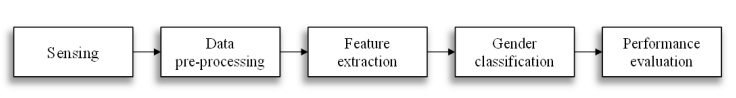 Sensing
Data
pre-processing
Feature
extraction
Gender
classification
Performance
evaluation